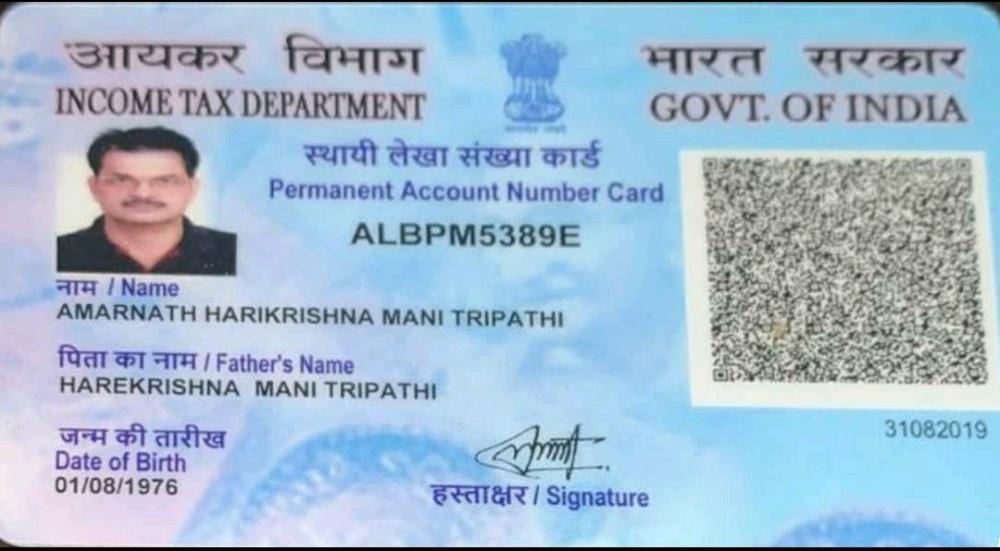 आयकर विभाग
INCOME TAX DEPARTMENT
भारत सरकार
GOVT. OF INDIA
स्थायी लेखा संख्या कार्ड
Permanent Account Number Card
ALBPM5389E
नाम / Name
AMARNATH HARIKRISHNA MANI TRIPATHI
पिता का नाम / Father's Name
HAREKRISHNA MANI TRIPATHI
जन्म की तारीख
Date of Birth
01/08/1976
हस्ताक्षर / Signature
31082019